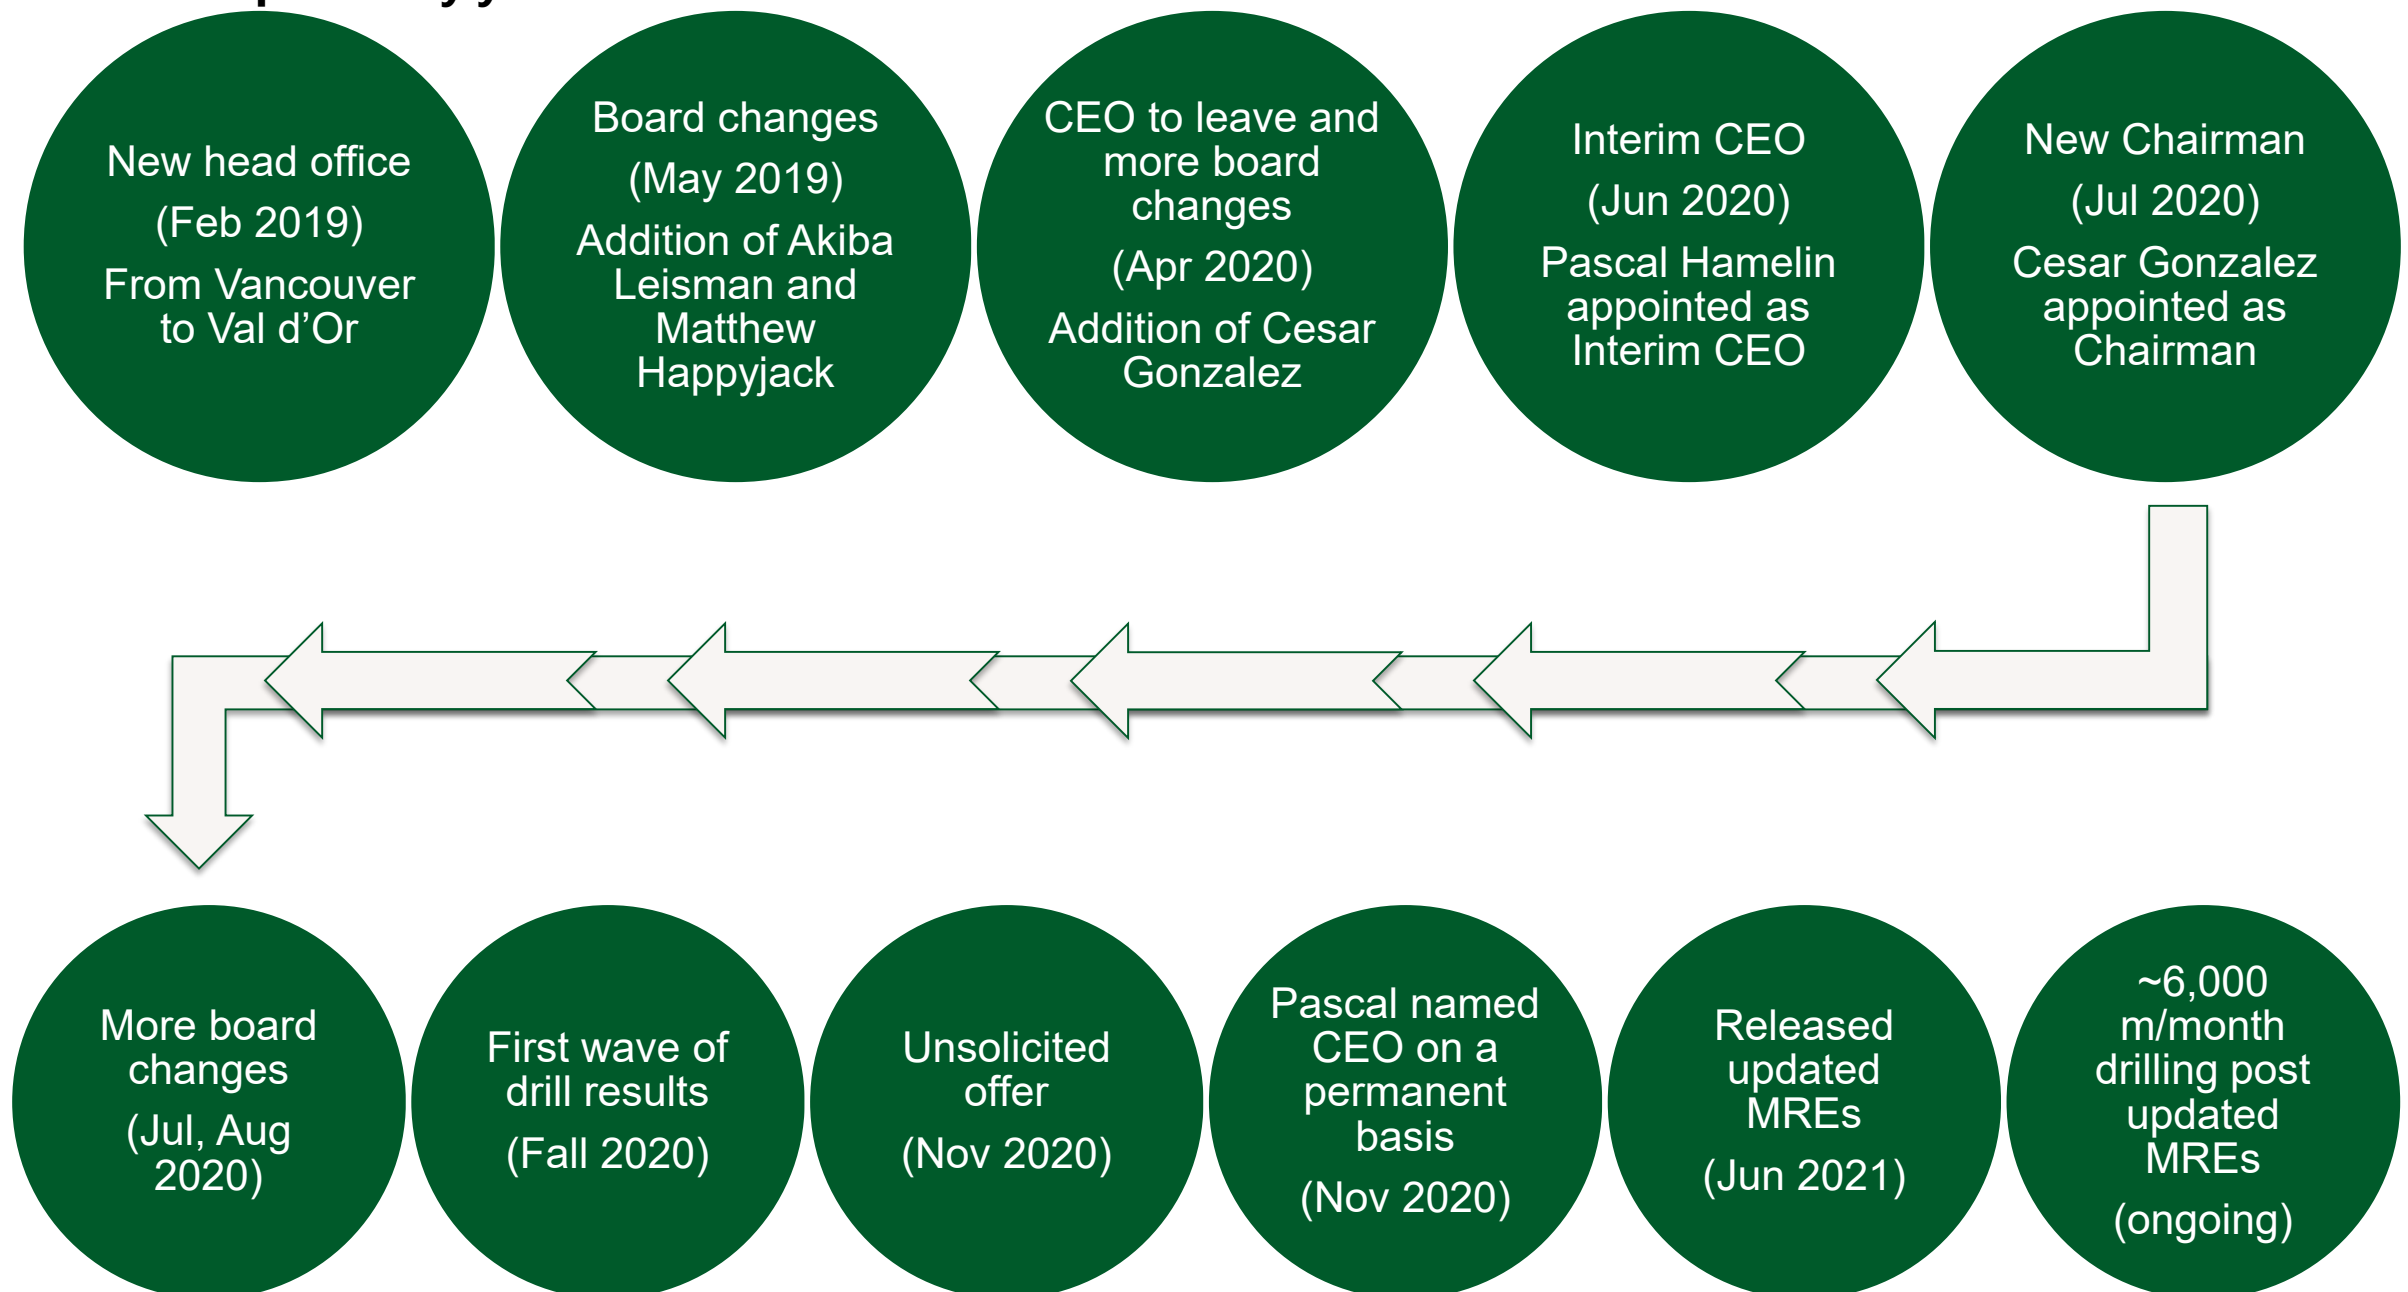 New head office
(Feb 2019)
From Vancouver
to Val d’Or
Board changes
(May 2019)
Addition of Akiba
Leisman and
Matthew
Happyjack
CEO to leave and
more board
changes
(Apr 2020)
Addition of Cesar
Gonzalez
Interim CEO
(Jun 2020)
Pascal Hamelin
appointed as
Interim CEO
New Chairman
(Jul 2020)
Cesar Gonzalez
appointed as
Chairman
More board
changes
(Jul, Aug
2020)
First wave of
drill results
(Fall 2020)
Unsolicited
offer
(Nov 2020)
Pascal named
CEO on a
permanent
basis
(Nov 2020)
Released
updated
MREs
(Jun 2021)
~6,000
m/month
drilling post
updated
MREs
(ongoing)